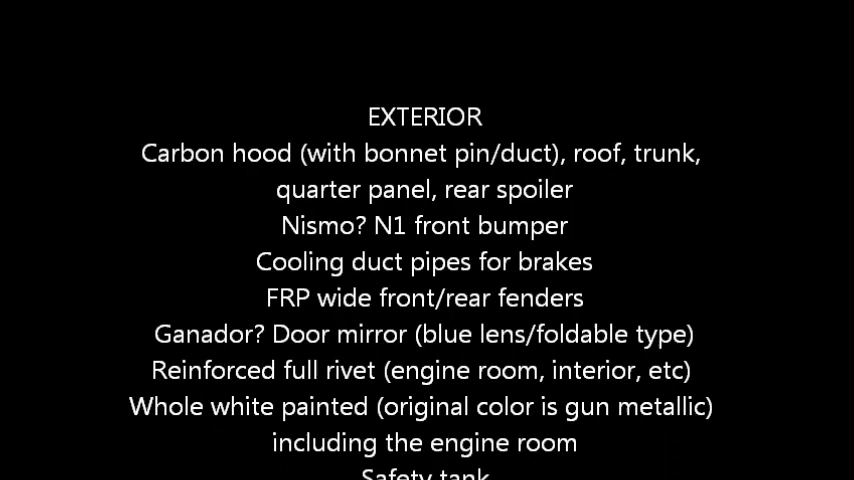 EXTERIOR
Carbon hood (with bonnet pin/duct), roof, trunk,
quarter panel, rear spoiler
Nismo? N1 front bumper
Cooling duct pipes for brakes
FRP wide front/rear fenders
Ganador? Door mirror (blue lens/foldable type)
Reinforced full rivet (engine room, interior, etc)
Whole white painted (original color is gun metallic)
including the engine room
Safety tank